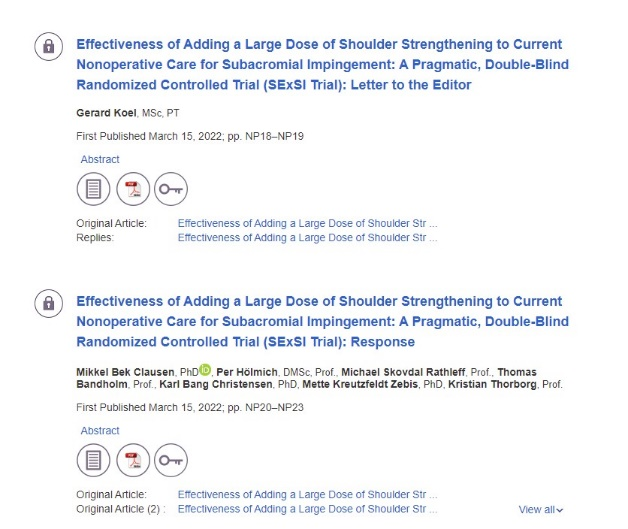 Effectiveness of Adding a Large Dose of Shoulder Strengthening to Current
Nonoperative Care for Subacromial Impingement: A Pragmatic, Double-Blind
Randomized Controlled Trial (SExSI Trial): Letter to the Editor
Gerard Koel, MSc, PT
First Published March 15, 2022; pp. NP18–NP19
Abstract
Original Article: Effectiveness of Adding a Large Dose of Shoulder Str ...
Replies: Effectiveness of Adding a Large Dose of Shoulder Str ...
Effectiveness of Adding a Large Dose of Shoulder Strengthening to Current
Nonoperative Care for Subacromial Impingement: A Pragmatic, Double-Blind
Randomized Controlled Trial (SExSI Trial): Response
Mikkel Bek Clausen, PhD iD, Per Hölmich, DMSc, Prof., Michael Skovdal Rathleff, Prof., Thomas
Bandholm, Prof., Karl Bang Christensen, PhD, Mette Kreutzfeldt Zebis, PhD, Kristian Thorborg, Prof.
First Published March 15, 2022; pp. NP20–NP23
Abstract
Original Article: Effectiveness of Adding a Large Dose of Shoulder Str ...
Original Article (2) : Effectiveness of Adding a Large Dose of Shoulder Str ... View all